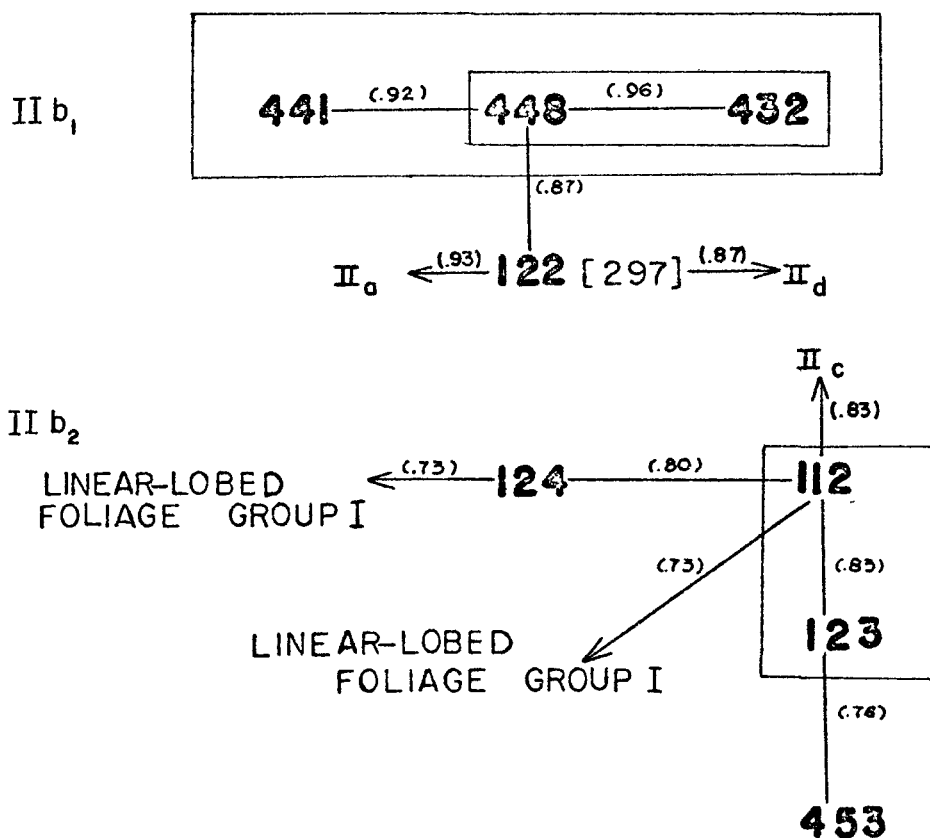 II b₁
441 (.92) 448 (.96) 432
(.87)
IIa (.93) 122 [297] (.87) IId
IIc
(.83)
II b₂
LINEAR-LOBED FOLIAGE GROUP I
(.73) 124 (.80) 112
(.73) (.83)
LINEAR-LOBED FOLIAGE GROUP I
123
(.76)
453